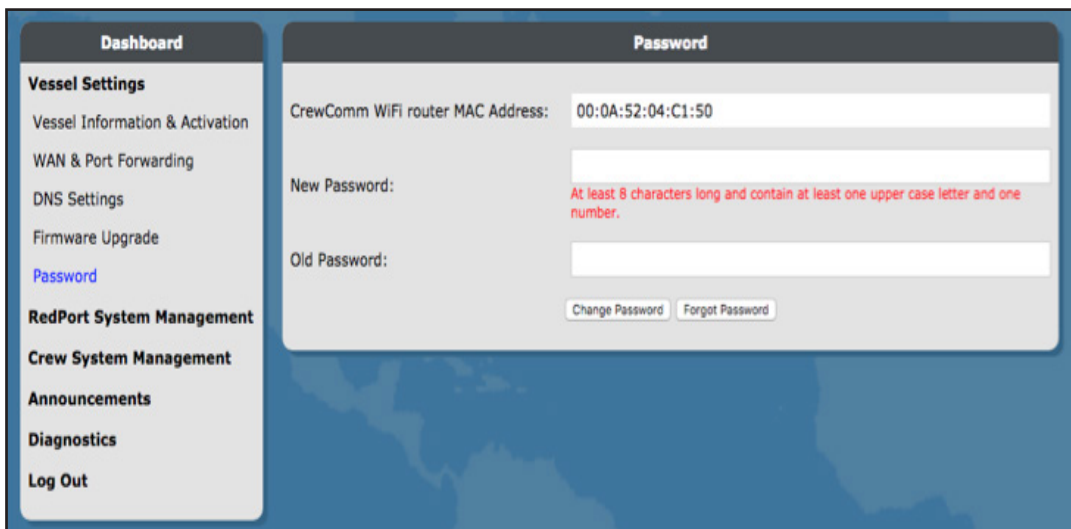 Dashboard
Vessel Settings
Vessel Information & Activation
WAN & Port Forwarding
DNS Settings
Firmware Upgrade
Password
RedPort System Management
Crew System Management
Announcements
Diagnostics
Log Out
Password
CrewComm WiFi router MAC Address: 00:0A:52:04:C1:50
New Password:
At least 8 characters long and contain at least one upper case letter and one
number.
Old Password:
Change Password Forgot Password